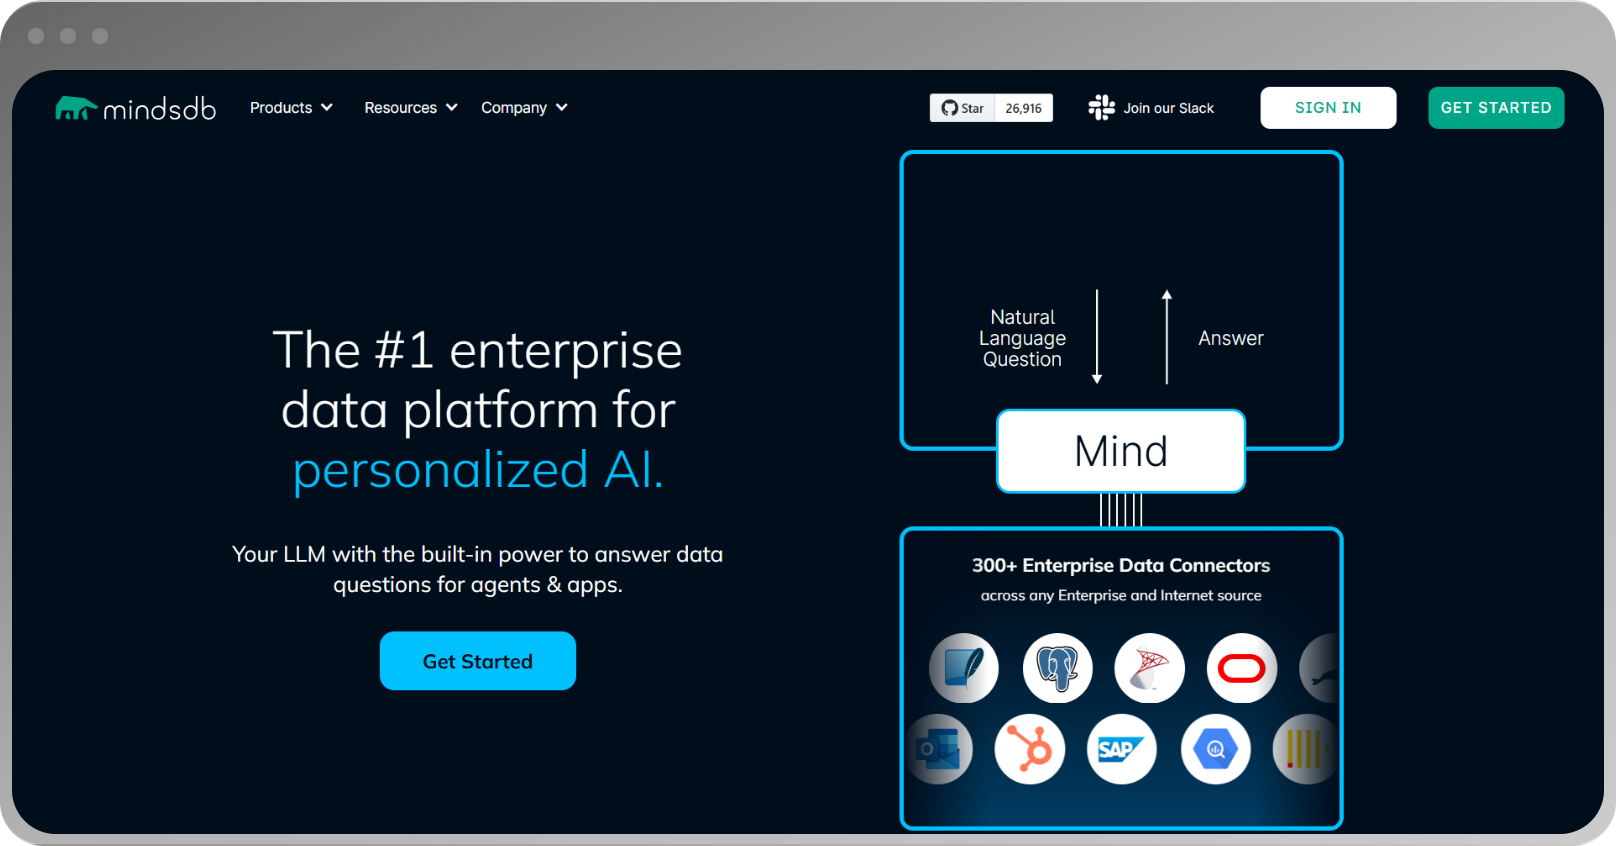 mindsdb
Products
Resources
Company
Star
26,916
Join our Slack
SIGN IN
GET STARTED
The #1 enterprise
data platform for
personalized AI.
Your LLM with the built-in power to answer data
questions for agents & apps.
Get Started
Natural
Language
Question
Answer
Mind
300+ Enterprise Data Connectors
across any Enterprise and Internet source
SAP